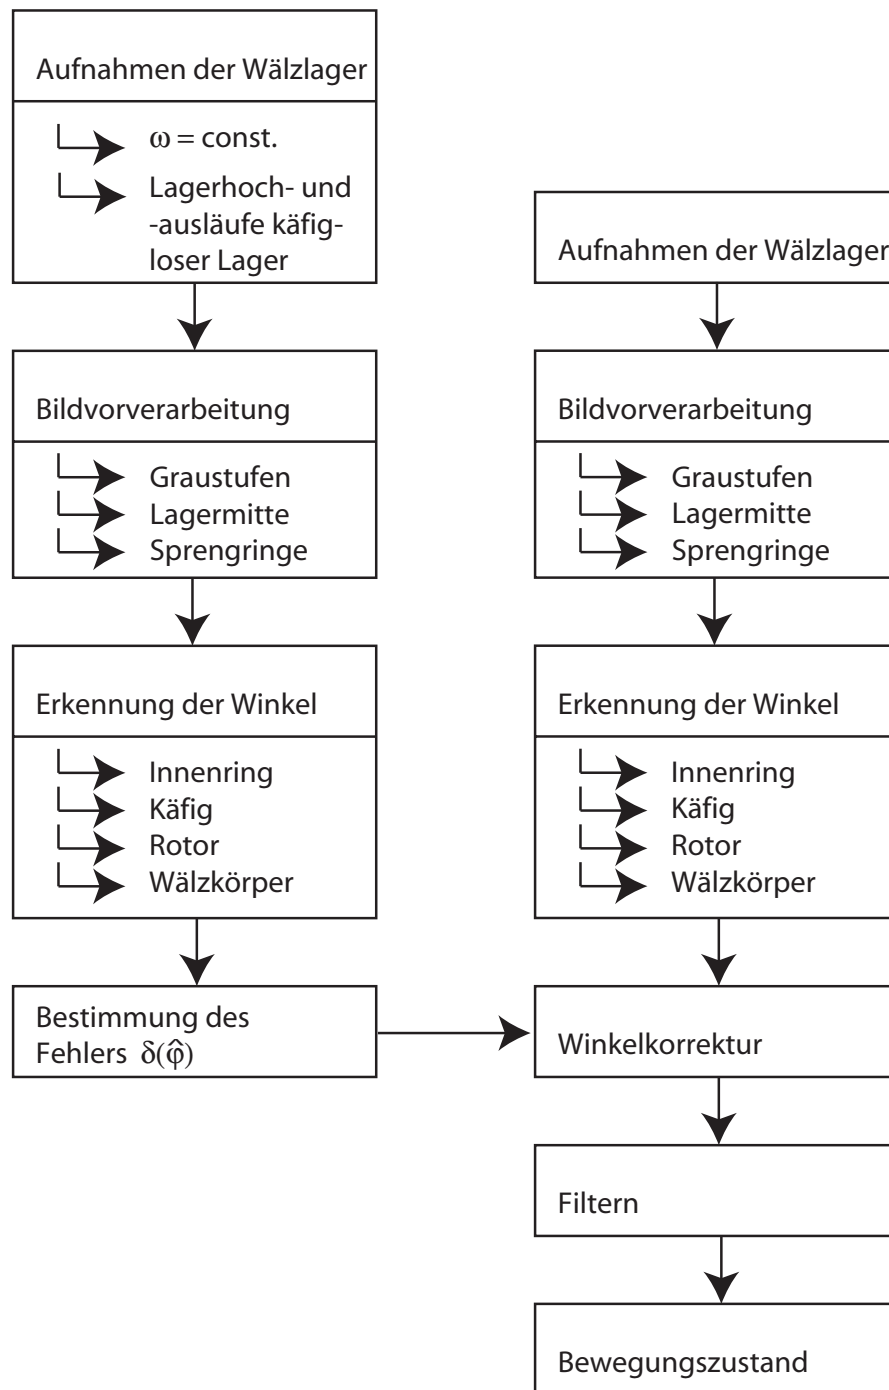 Aufnahmen der Wälzlager
ω = const.
Lagerhoch- und
-ausläufe käfig-
loser Lager
Bildvorverarbeitung
Graustufen
Lagermitte
Sprengringe
Erkennung der Winkel
Innenring
Käfig
Rotor
Wälzkörper
Bestimmung des
Fehlers δ(φ̂)
Aufnahmen der Wälzlager
Bildvorverarbeitung
Graustufen
Lagermitte
Sprengringe
Erkennung der Winkel
Innenring
Käfig
Rotor
Wälzkörper
Winkelkorrektur
Filtern
Bewegungszustand